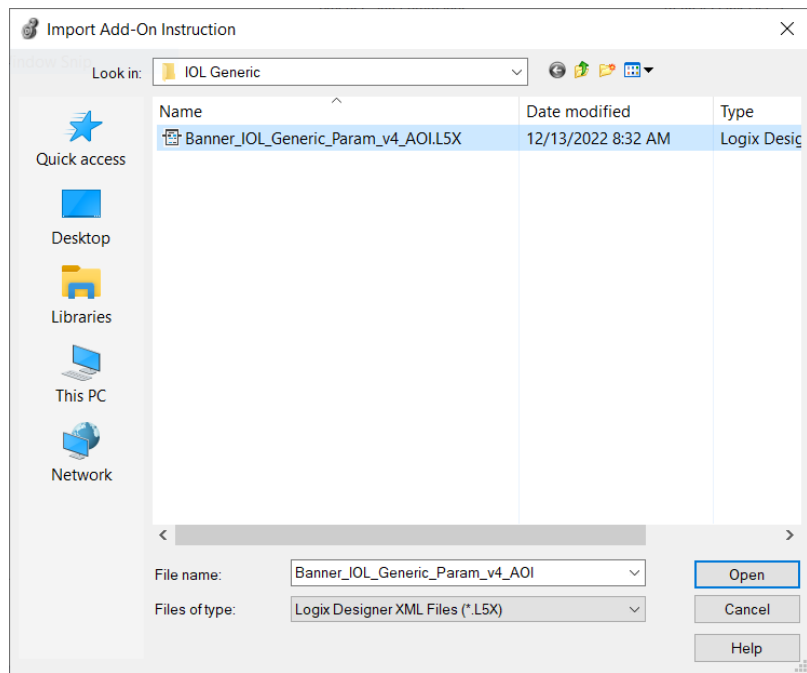 Import Add-On Instruction
Look in:
IOL Generic
Name
Date modified
Type
Banner_IOL_Generic_Param_v4_AOI.L5X
12/13/2022 8:32 AM
Logix Desig
Quick access
Desktop
Libraries
This PC
Network
File name:
Banner_IOL_Generic_Param_v4_AOI
Open
Files of type:
Logix Designer XML Files (*.L5X)
Cancel
Help